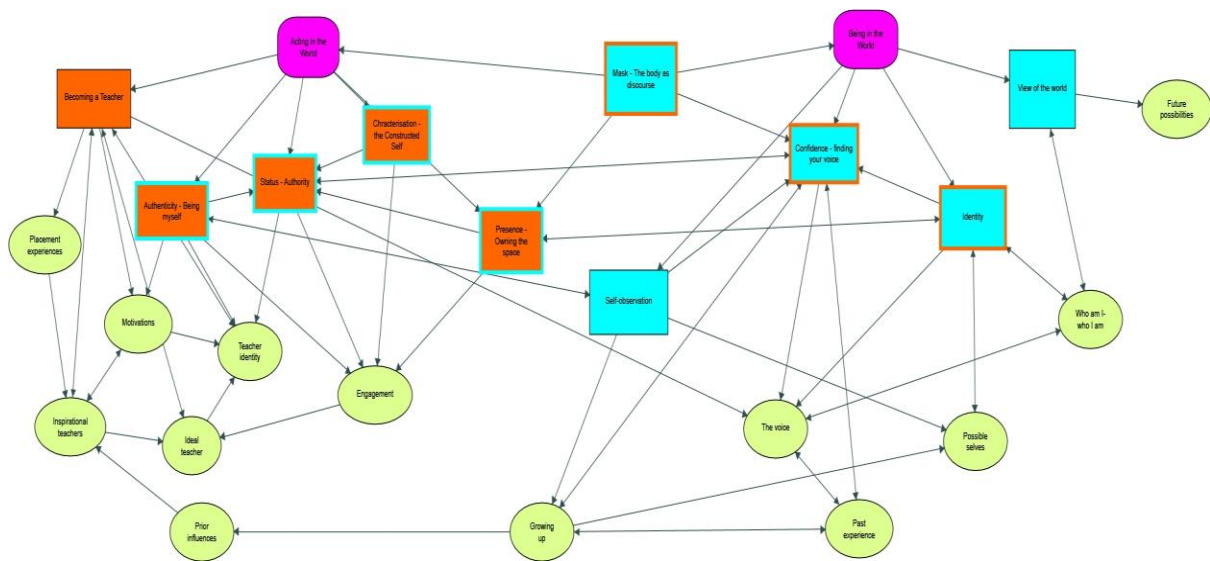 Acting in the
World
Being in the
World
Mask - The body as
discourse
Becoming a Teacher
View of the world
Future
possibilities
Chracterisation -
the Constructed
Self
Confidence - finding
your voice
Status - Authority
Authenticity - Being
myself
Identity
Presence -
Owning the
space
Placement
experiences
Self-observation
Who am I-
who I am
Motivations
Teacher
identity
Engagement
Inspirational
teachers
Ideal
teacher
The voice
Possible
selves
Prior
influences
Growing
up
Past
experience